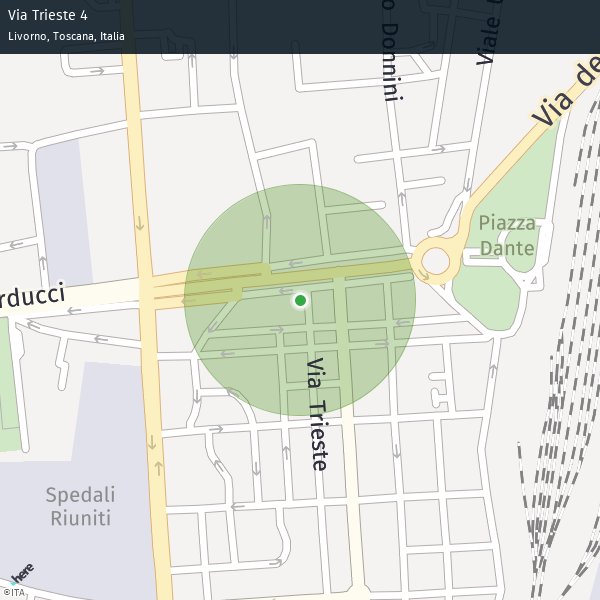 Via Trieste 4
Livorno, Toscana, Italia
Viale
Donnini
Via de
Piazza
Dante
rducci
Via Trieste
Spedali
Riuniti
here
©ITA